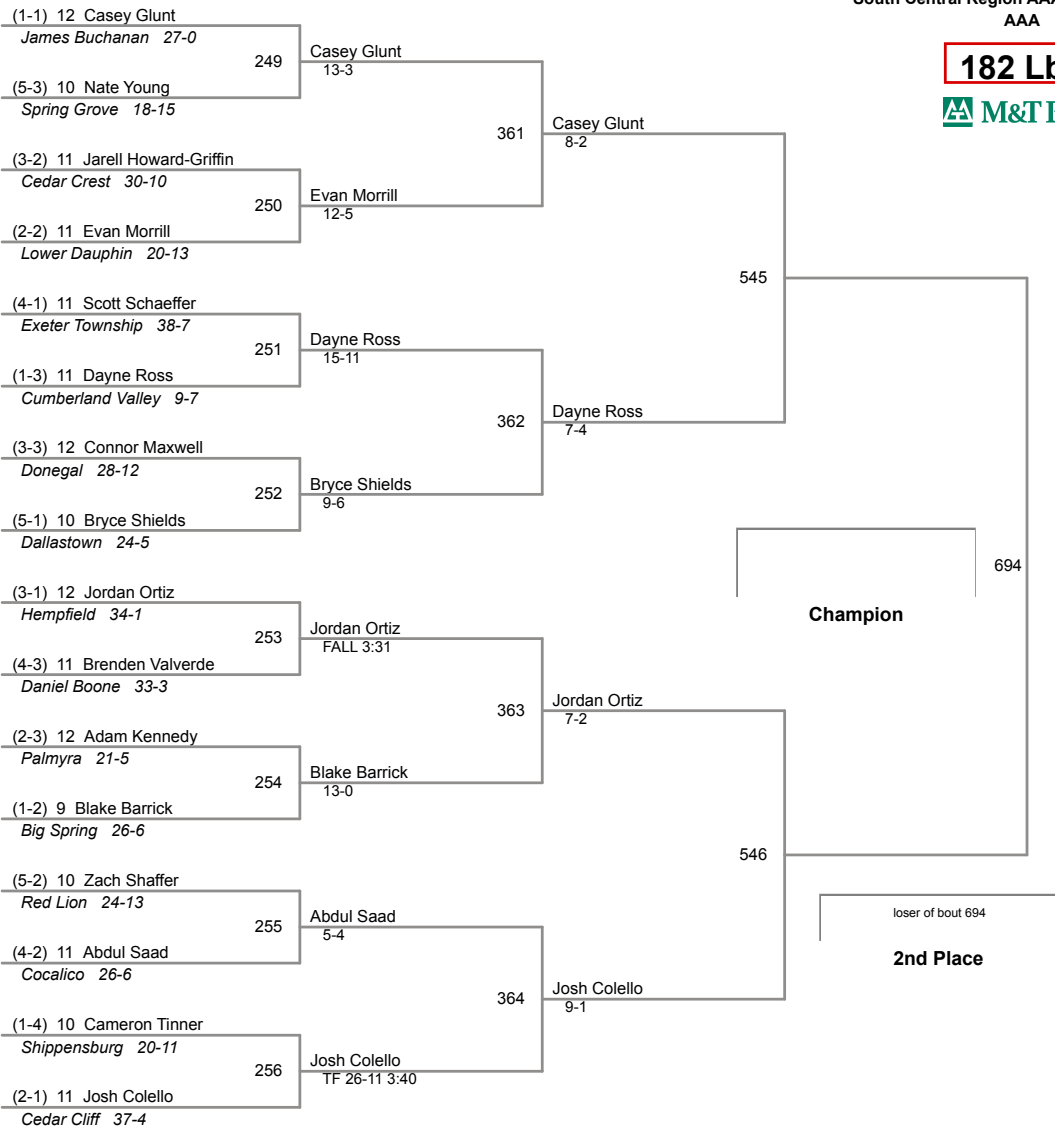 South Central Region AAA
AAA
182 Lb
M&T
(1-1) 12 Casey Glunt
James Buchanan 27-0
249
Casey Glunt
13-3
(5-3) 10 Nate Young
Spring Grove 18-15
361
Casey Glunt
8-2
(3-2) 11 Jarell Howard-Griffin
Cedar Crest 30-10
250
Evan Morrill
12-5
(2-2) 11 Evan Morrill
Lower Dauphin 20-13
545
(4-1) 11 Scott Schaeffer
Exeter Township 38-7
251
Dayne Ross
15-11
(1-3) 11 Dayne Ross
Cumberland Valley 9-7
362
Dayne Ross
7-4
(3-3) 12 Connor Maxwell
Donegal 28-12
252
Bryce Shields
9-6
(5-1) 10 Bryce Shields
Dallastown 24-5
694
Champion
(3-1) 12 Jordan Ortiz
Hempfield 34-1
253
Jordan Ortiz
FALL 3:31
(4-3) 11 Brenden Valverde
Daniel Boone 33-3
363
Jordan Ortiz
7-2
(2-3) 12 Adam Kennedy
Palmyra 21-5
254
Blake Barrick
13-0
(1-2) 9 Blake Barrick
Big Spring 26-6
546
(5-2) 10 Zach Shaffer
Red Lion 24-13
255
Abdul Saad
5-4
(4-2) 11 Abdul Saad
Cocalico 26-6
loser of bout 694
2nd Place
364
Josh Colello
9-1
(1-4) 10 Cameron Tinner
Shippensburg 20-11
256
Josh Colello
TF 26-11 3:40
(2-1) 11 Josh Colello
Cedar Cliff 37-4